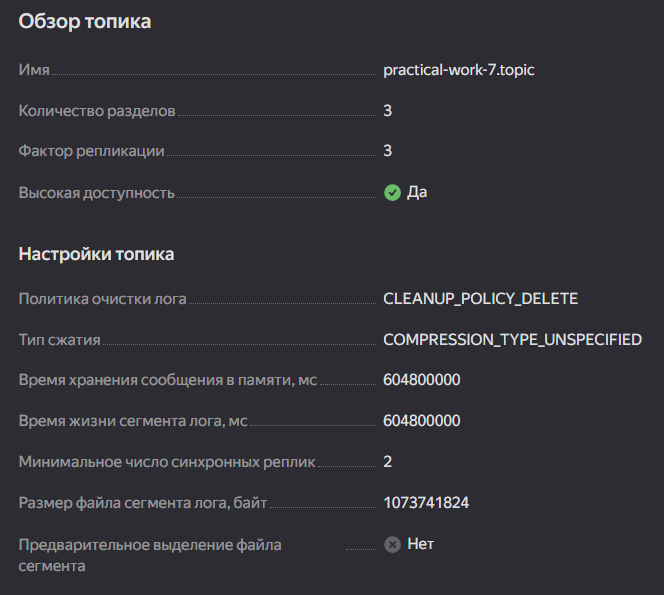 Обзор топика
Имя practical-work-7.topic
Количество разделов 3
Фактор репликации 3
Высокая доступность Да
Настройки топика
Политика очистки лога CLEANUP_POLICY_DELETE
Тип сжатия COMPRESSION_TYPE_UNSPECIFIED
Время хранения сообщения в памяти, мс 604800000
Время жизни сегмента лога, мс 604800000
Минимальное число синхронных реплик 2
Размер файла сегмента лога, байт 1073741824
Предварительное выделение файла Нет
сегмента